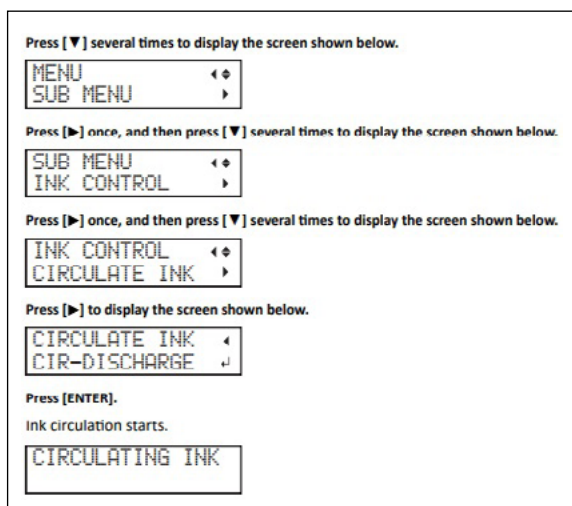 Press [▼] several times to display the screen shown below.
MENU ◂♦
SUB MENU ▸
Press [▶] once, and then press [▼] several times to display the screen shown below.
SUB MENU ◂♦
INK CONTROL ▸
Press [▶] once, and then press [▼] several times to display the screen shown below.
INK CONTROL ◂♦
CIRCULATE INK ▸
Press [▶] to display the screen shown below.
CIRCULATE INK ◂
CIR-DISCHARGE ↵
Press [ENTER].
Ink circulation starts.
CIRCULATING INK